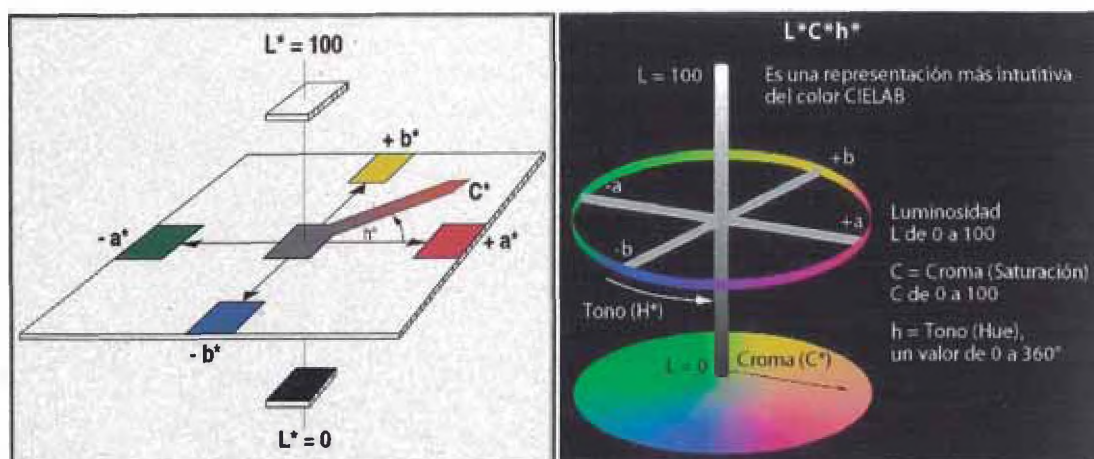 L* = 100
+ b*
C*
- a*
h°
+ a*
- b*
L* = 0
L*C*h*
L = 100
Es una representación más intutitiva
del color CIELAB
+b
-a
+a
-b
Luminosidad
L de 0 a 100
C = Croma (Saturación)
C de 0 a 100
Tono (H*)
h = Tono (Hue),
un valor de 0 a 360°
L = 0
Croma (C*)